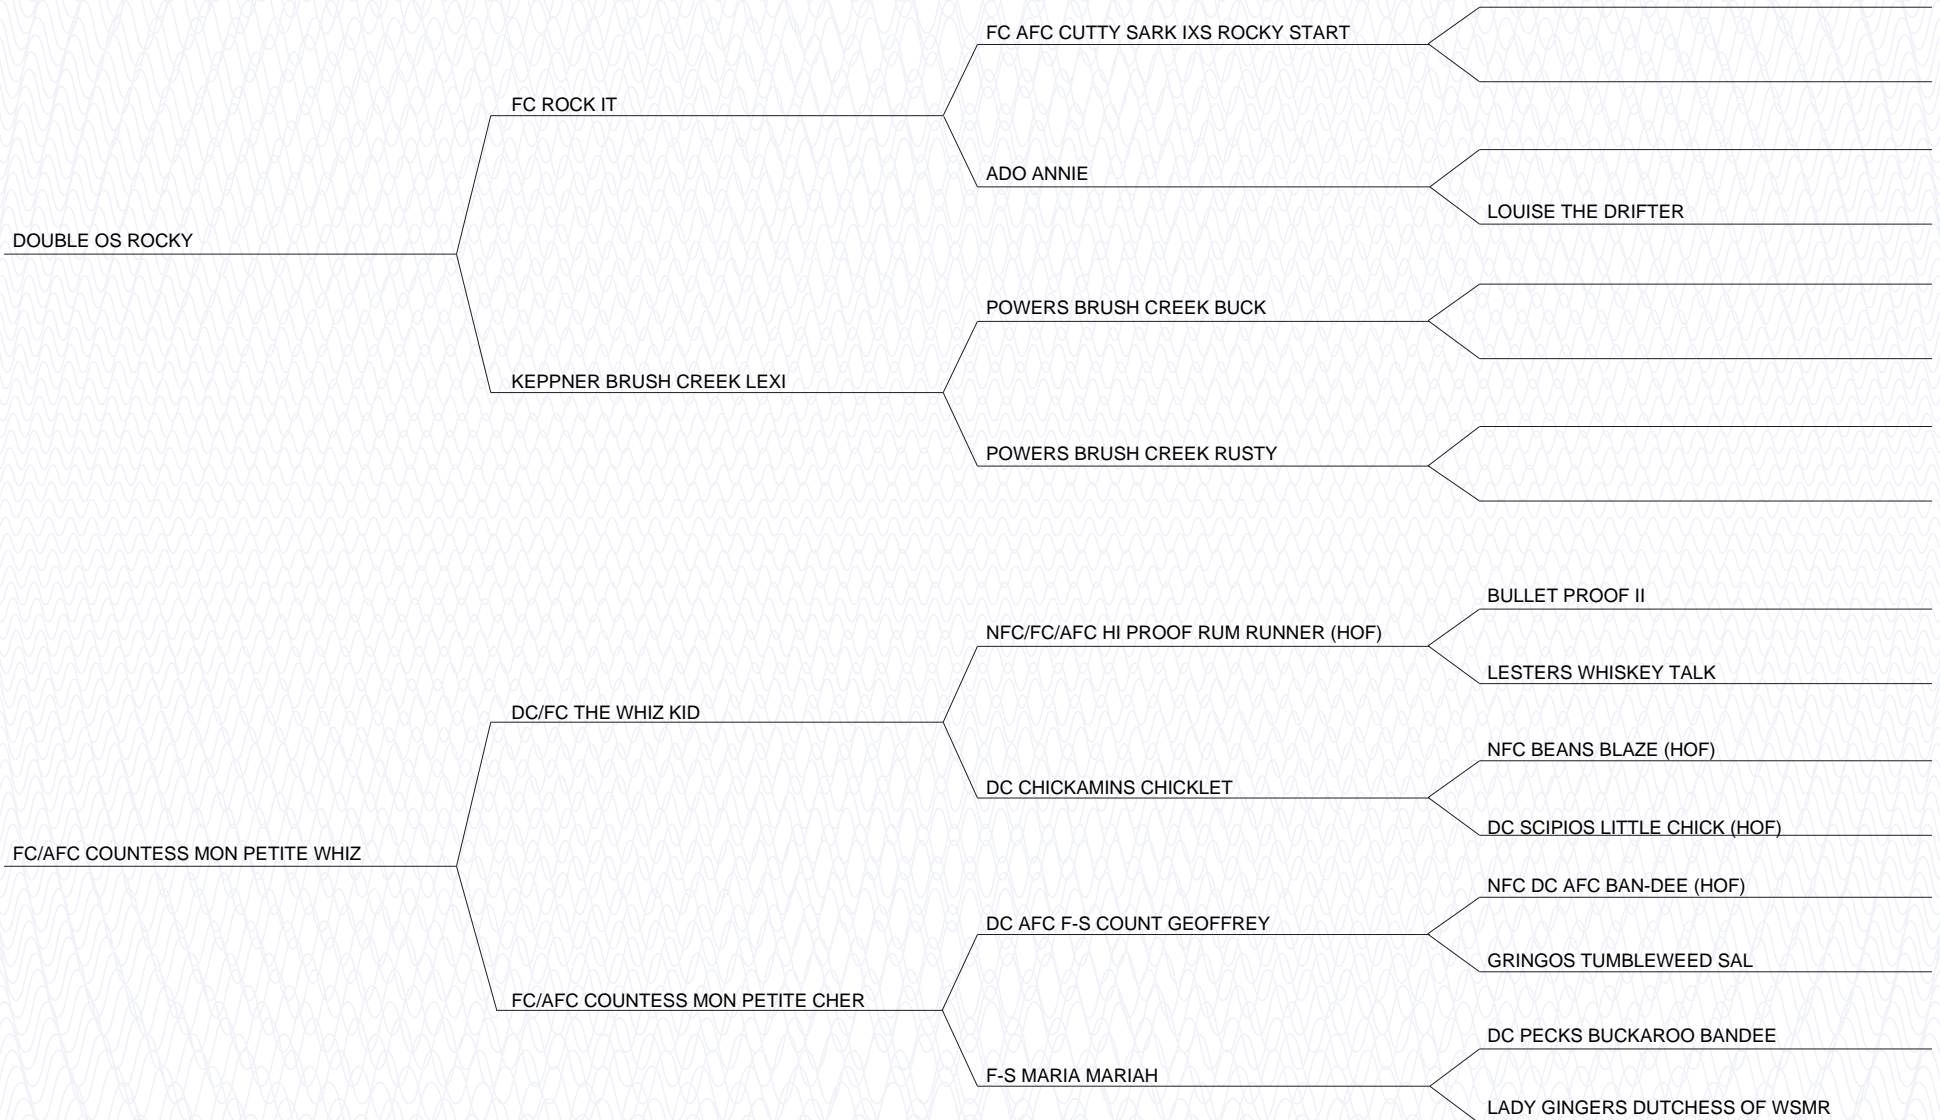 FC AFC CUTTY SARK IXS ROCKY START
FC ROCK IT
ADO ANNIE
LOUISE THE DRIFTER
DOUBLE OS ROCKY
POWERS BRUSH CREEK BUCK
KEPPNER BRUSH CREEK LEXI
POWERS BRUSH CREEK RUSTY
BULLET PROOF II
NFC/FC/AFC HI PROOF RUM RUNNER (HOF)
LESTERS WHISKEY TALK
DC/FC THE WHIZ KID
NFC BEANS BLAZE (HOF)
DC CHICKAMINS CHICKLET
DC SCIPIOS LITTLE CHICK (HOF)
FC/AFC COUNTESS MON PETITE WHIZ
NFC DC AFC BAN-DEE (HOF)
DC AFC F-S COUNT GEOFFREY
GRINGOS TUMBLEWEED SAL
FC/AFC COUNTESS MON PETITE CHER
DC PECKS BUCKAROO BANDEE
F-S MARIA MARIAH
LADY GINGERS DUTCHESS OF WSMR